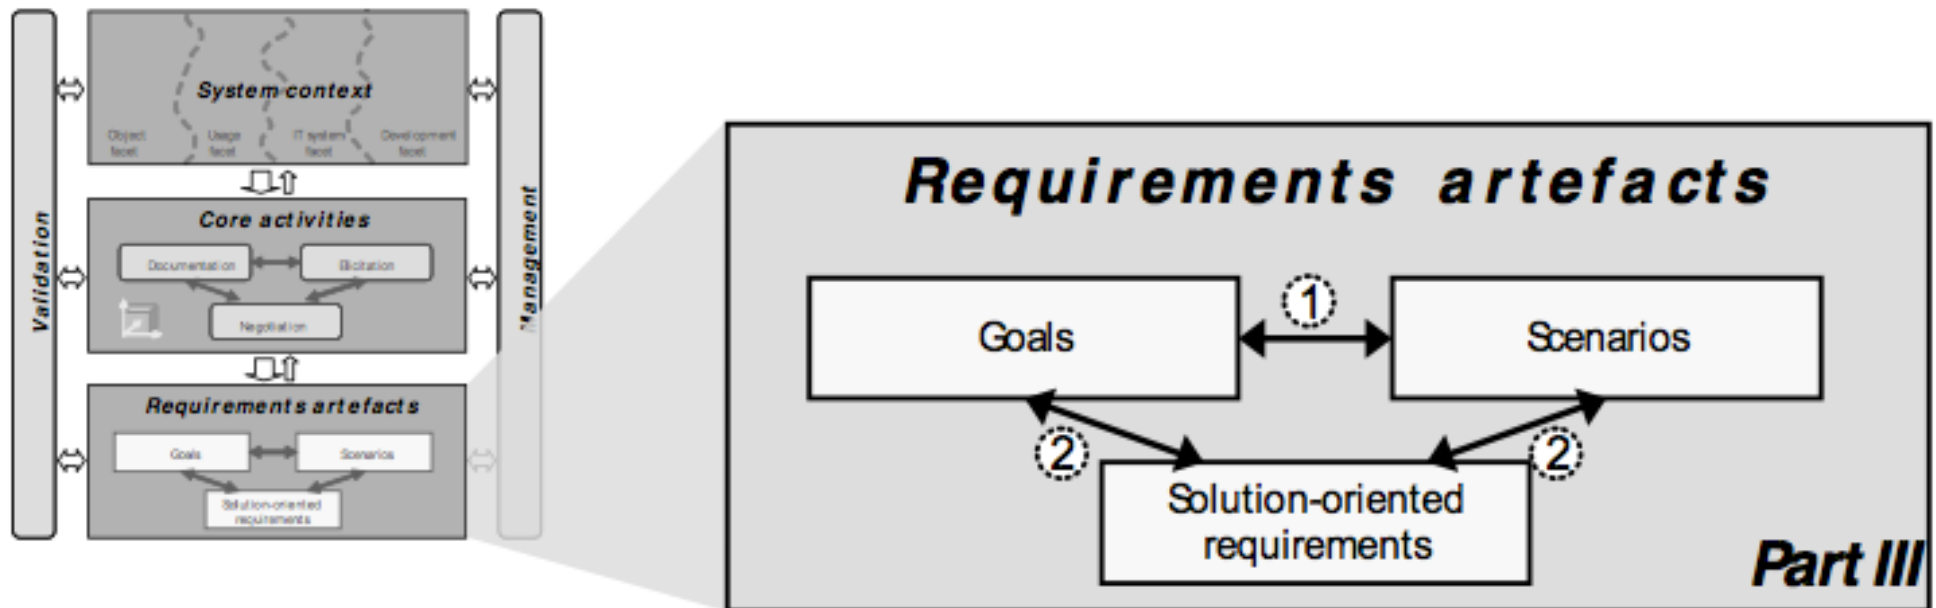 Validation
System context
Object
facet
Usage
facet
IT system
facet
Development
facet
Core activities
Documentation
Elicitation
Negotiation
Requirements artefacts
Goals
Scenarios
Solution-oriented
requirements
Management
Requirements artefacts
Goals
1
Scenarios
2
2
Solution-oriented
requirements
Part III